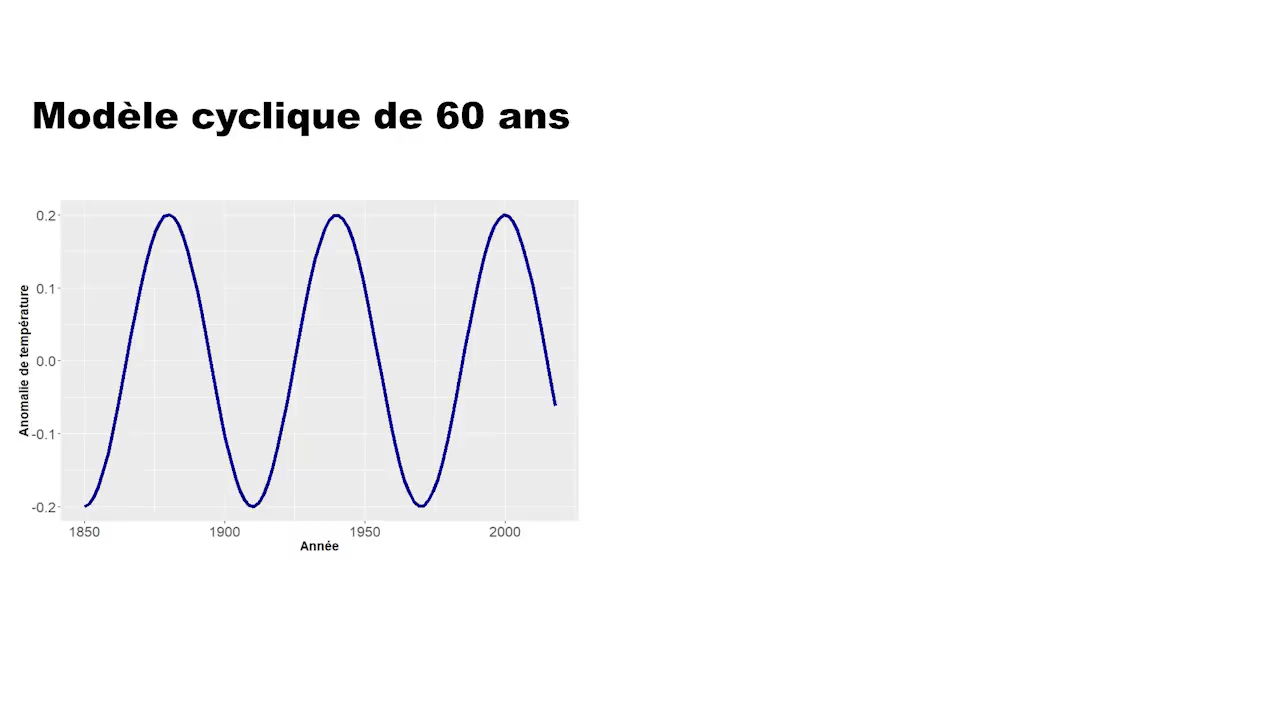 Modèle cyclique de 60 ans
0.2
0.1
0.0
-0.1
-0.2
Anomalie de température
1850 1900 1950 2000
Année